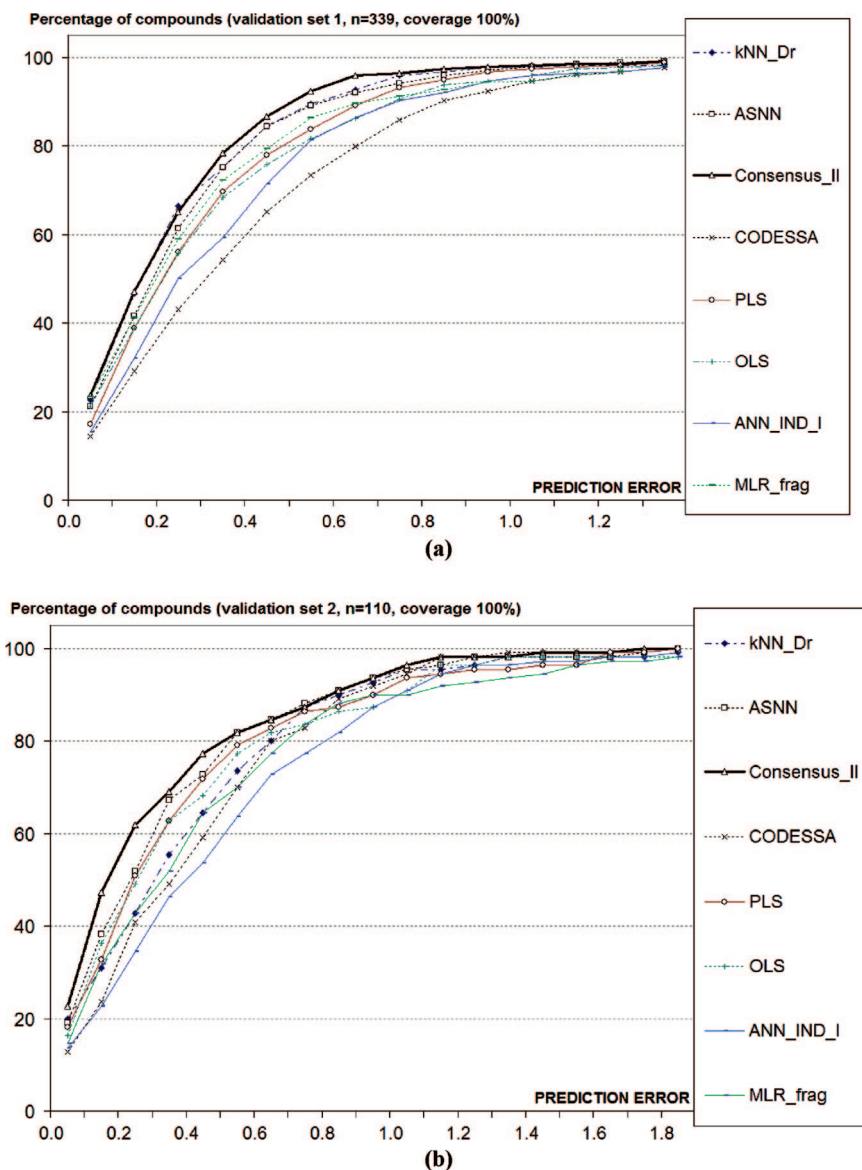 Percentage of compounds (validation set 1, n=339, coverage 100%)
100
80
60
40
20
0
0.0 0.2 0.4 0.6 0.8 1.0 1.2
PREDICTION ERROR
kNN_Dr
ASNN
Consensus_II
CODESSA
PLS
OLS
ANN_IND_I
MLR_frag
(a)
Percentage of compounds (validation set 2, n=110, coverage 100%)
100
80
60
40
20
0
0.0 0.2 0.4 0.6 0.8 1.0 1.2 1.4 1.6 1.8
PREDICTION ERROR
kNN_Dr
ASNN
Consensus_II
CODESSA
PLS
OLS
ANN_IND_I
MLR_frag
(b)